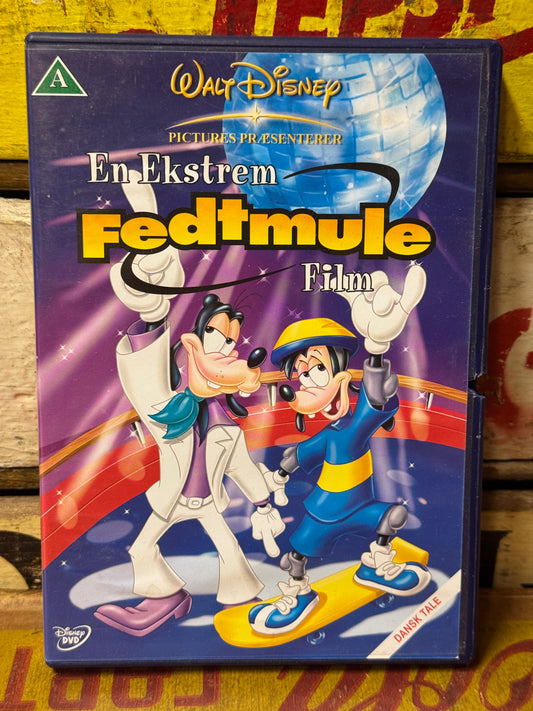 A
WALT DISNEY
PICTURES PRÆSENTERER
En Ekstrem
Fedtmule
Film
Disney
DVD
DANSK TALE